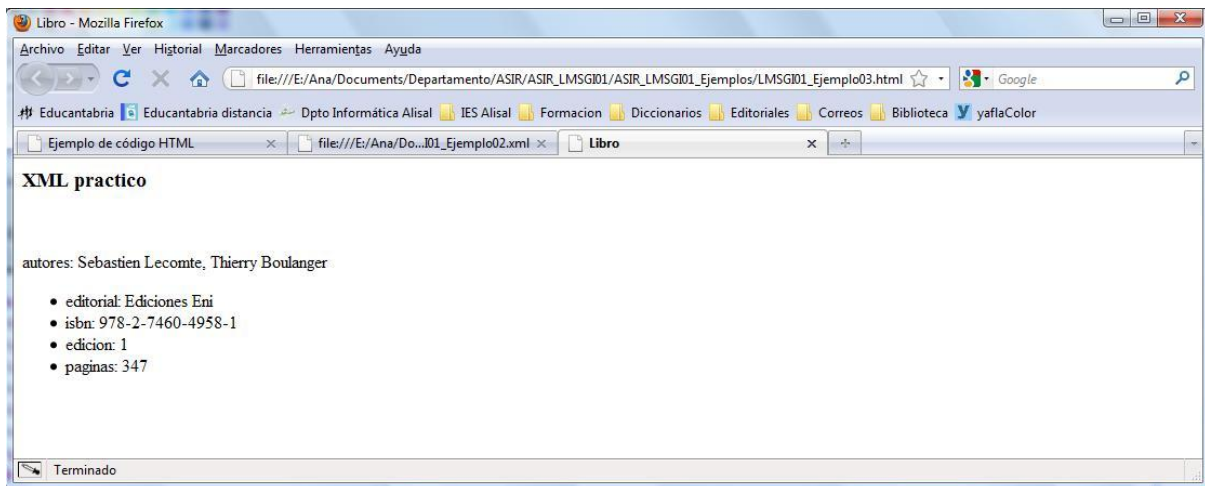 Libro - Mozilla Firefox
Archivo Editar Ver Historial Marcadores Herramientas Ayuda
file:///E:/Ana/Documents/Departamento/ASIR/ASIR_LMSGI01/ASIR_LMSGI01_Ejemplos/LMSGI01_Ejemplo03.html Google
Educantabria Educantabria distancia Dpto Informática Alisal IES Alisal Formacion Diccionarios Editoriales Correos Biblioteca yaflaColor
Ejemplo de código HTML file:///E:/Ana/Do...I01_Ejemplo02.xml Libro
XML practico
autores: Sebastien Lecomte, Thierry Boulanger
editorial: Ediciones Eni
isbn: 978-2-7460-4958-1
edicion: 1
paginas: 347
Terminado